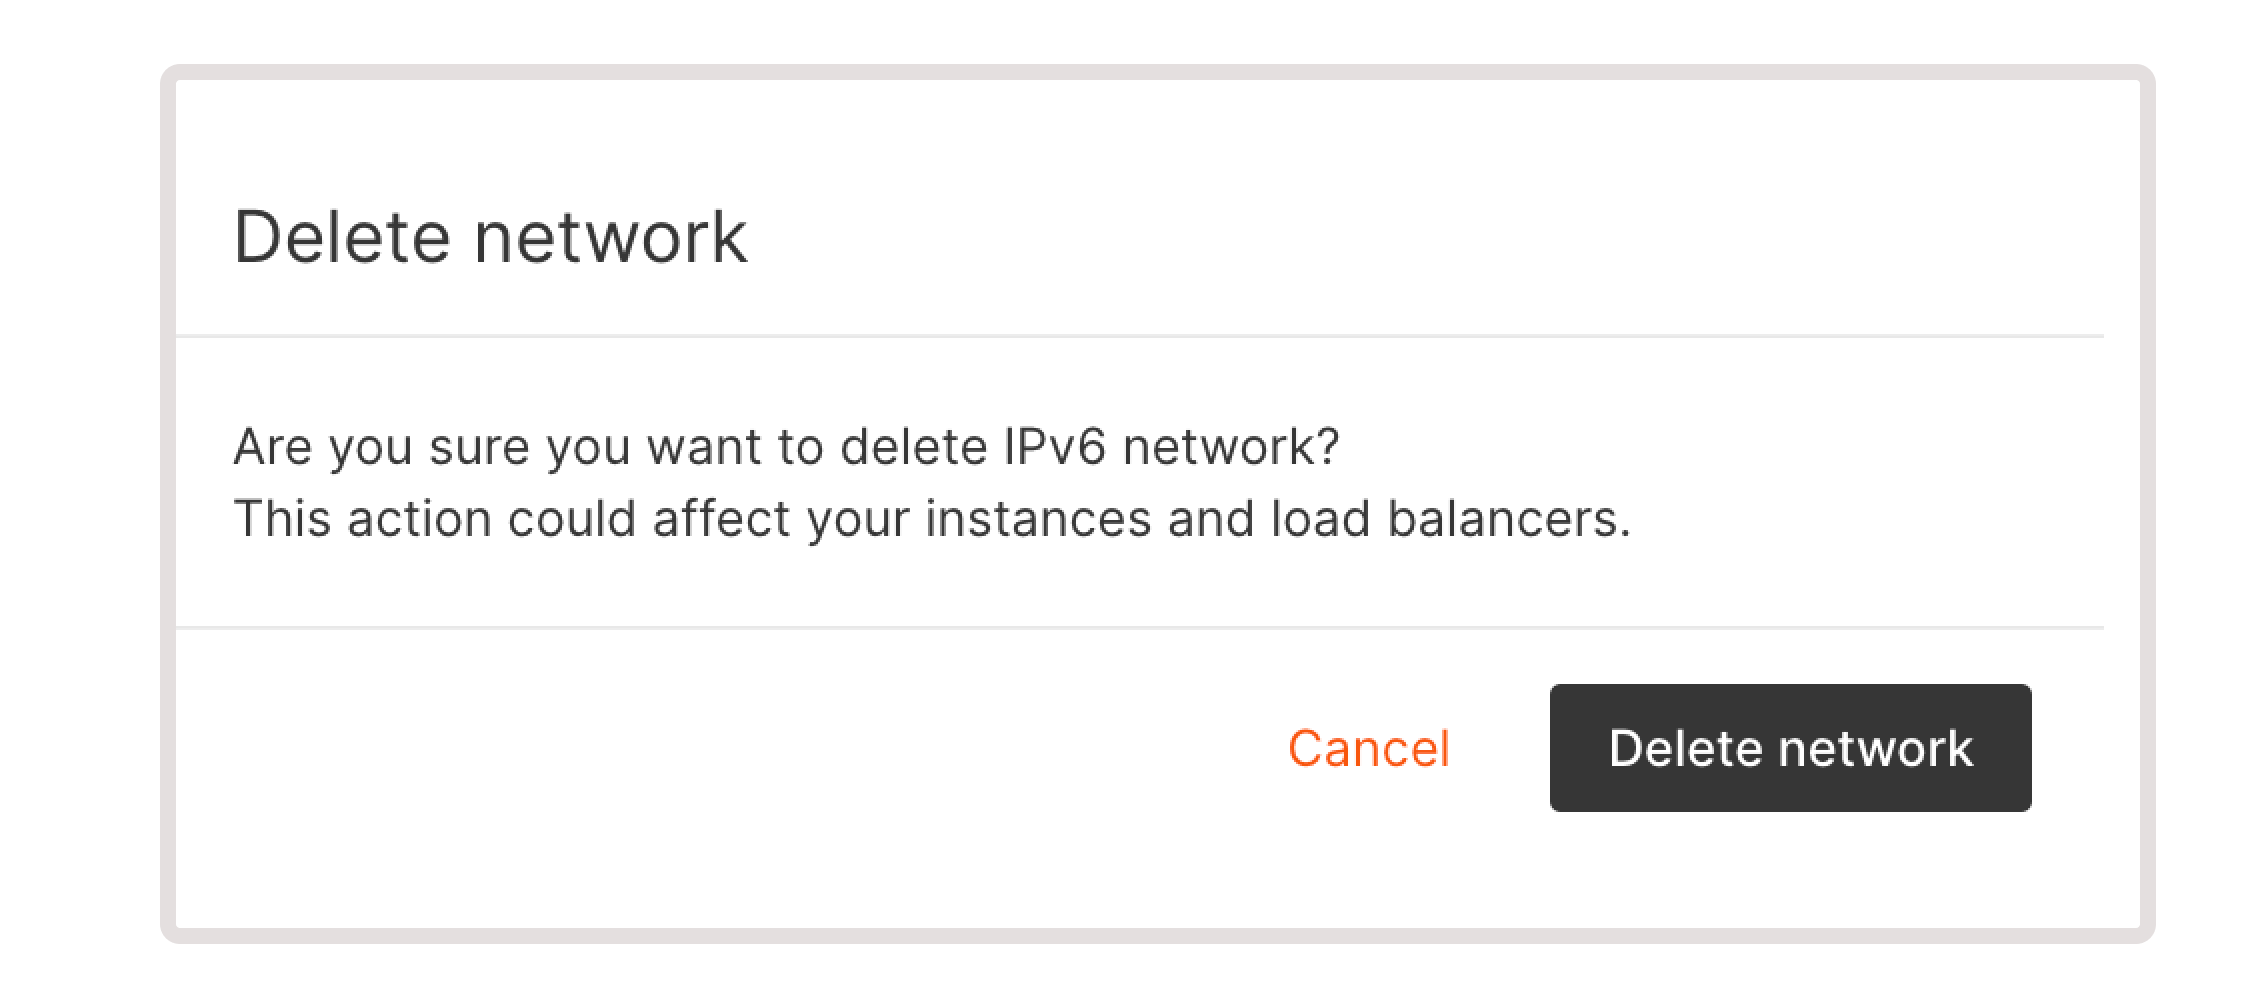 Delete network
Are you sure you want to delete IPv6 network?
This action could affect your instances and load balancers.
Cancel
Delete network